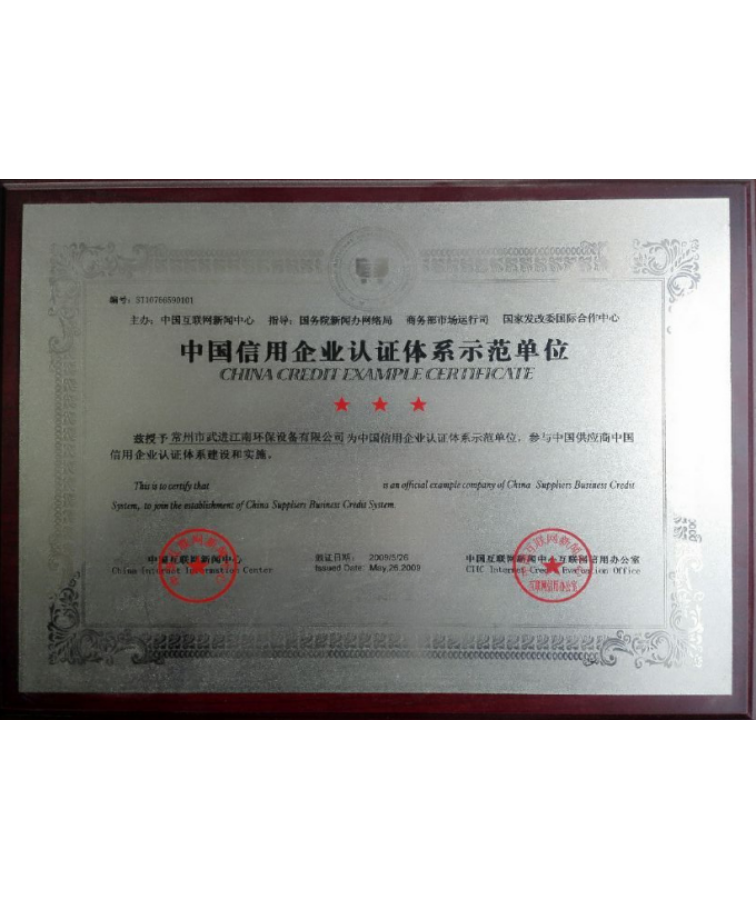 编号: 3110766590101
主办: 中国互联网新闻中心 指导: 国务院新闻办网络局 商务部市场运行司 国家发改委国际合作中心
中国信用企业认证体系示范单位
CHINA CREDIT EXAMPLE CERTIFICATE
兹授予 常州市武进江南环保设备有限公司 为中国信用企业认证体系示范单位, 参与中国供应商中国
信用企业认证体系建设和实施。
This is to certify that is an official example company of China Suppliers Business Credit
System, to join the establishment of China Suppliers Business Credit System.
中国互联网新闻中心 颁证日期: 2009/5/26 中国互联网新闻中心互联网信用办公室
China Internet Information Center Issued Date: May.26.2009 CIIC Internet Credit Evaluation Office
互联网信用办公室